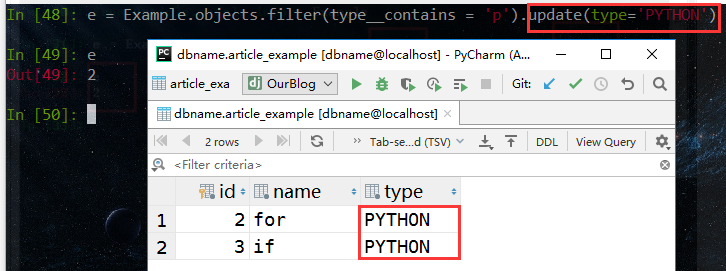 In [48]: e = Example.objects.filter(type__contains = 'p').update(type='PYTHON')
In [49]: e
Out[49]: 2
In [50]:
PC dbname.article_example [dbname@localhost] - PyCharm (A...
article_exa dj OurBlog Git:
dbname.article_example [dbname@localhost]
2 rows Tab-se...d (TSV) DDL View Query
<Filter criteria>
id name type
1 2 for PYTHON
2 3 if PYTHON